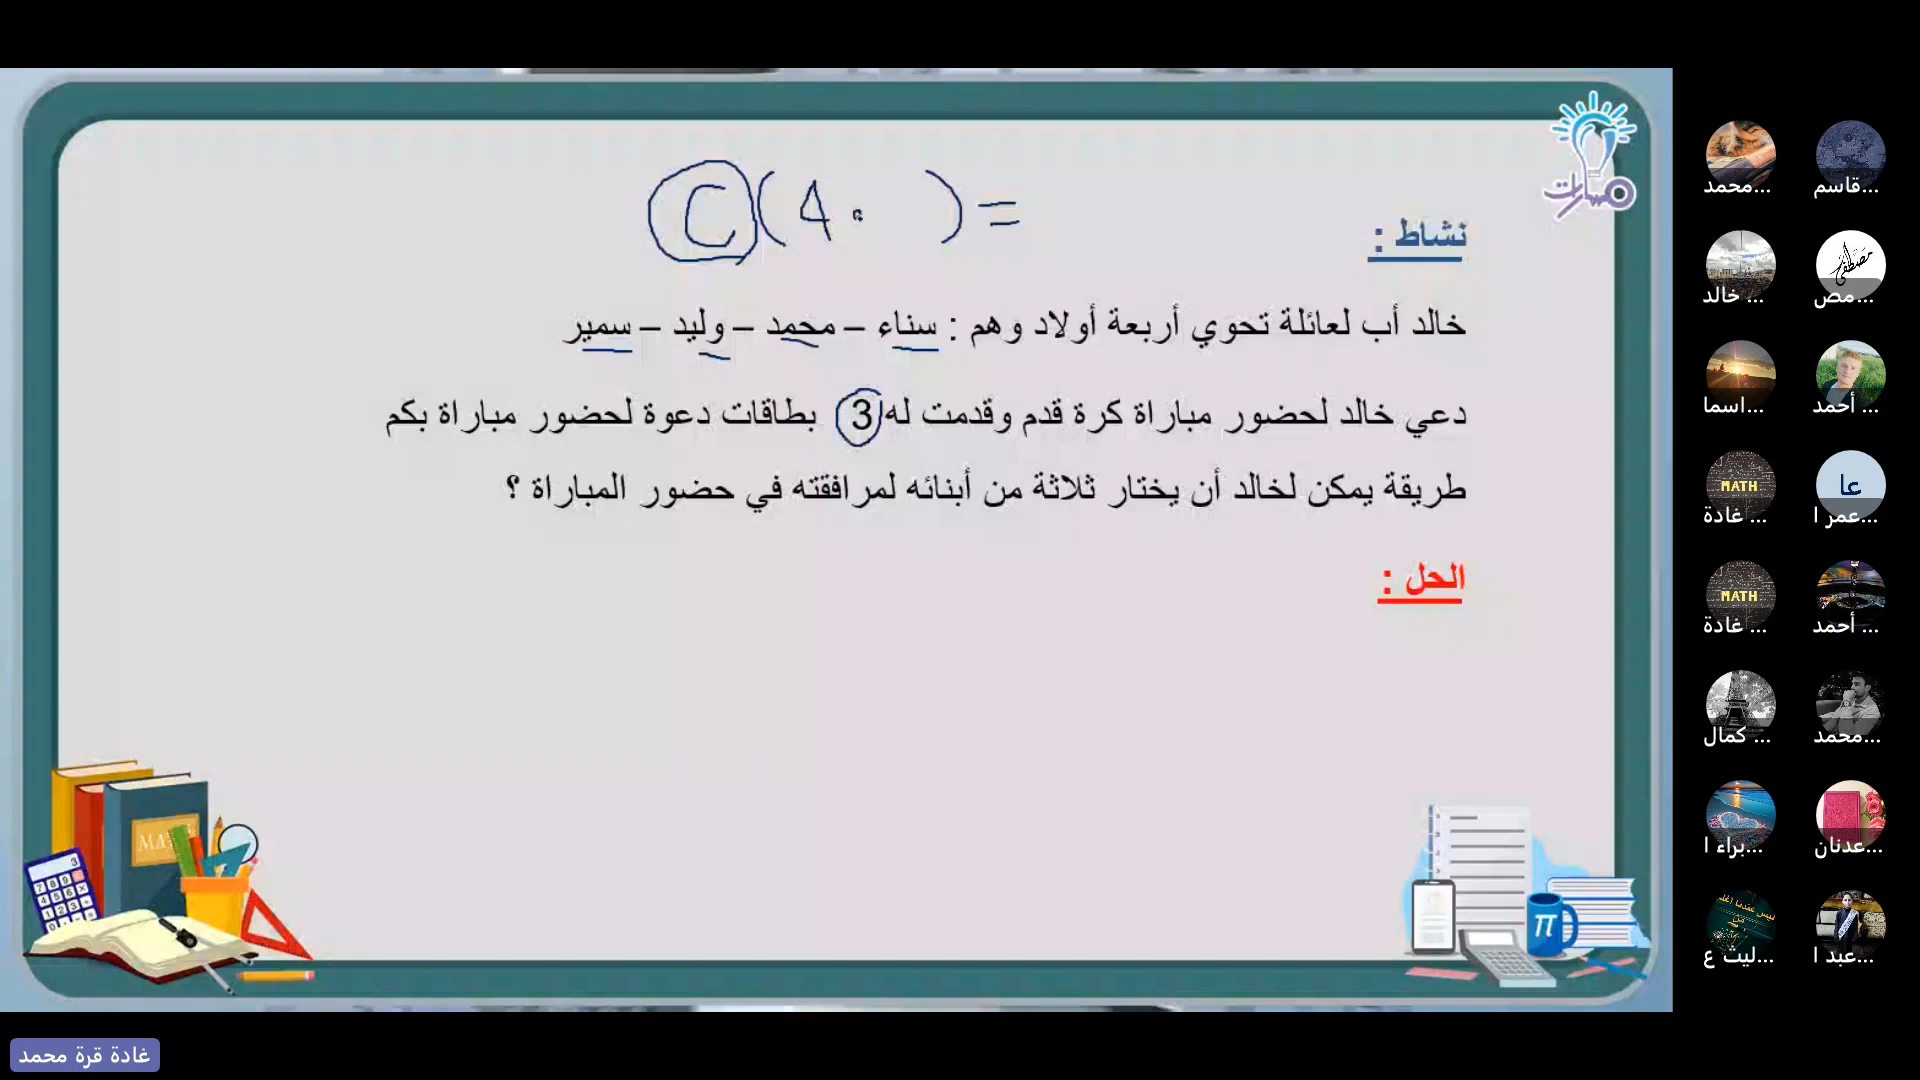 C(4, ) =
مسارات
نشاط :
خالد أب لعائلة تحوي أربعة أولاد وهم : سناء – محمد – وليد – سمير
دعي خالد لحضور مباراة كرة قدم وقدمت له 3 بطاقات دعوة لحضور مباراة بكم
طريقة يمكن لخالد أن يختار ثلاثة من أبنائه لمرافقته في حضور المباراة ؟
الحل :
π
محمد...
قاسم...
خالد ...
مص...
اسما...
أحمد ...
MATH
غادة ...
عا
عمر ا...
MATH
غادة ...
أحمد ...
كمال ...
محمد...
براء ا...
عدنان...
ليث ع...
عبد ا...
غادة قرة محمد